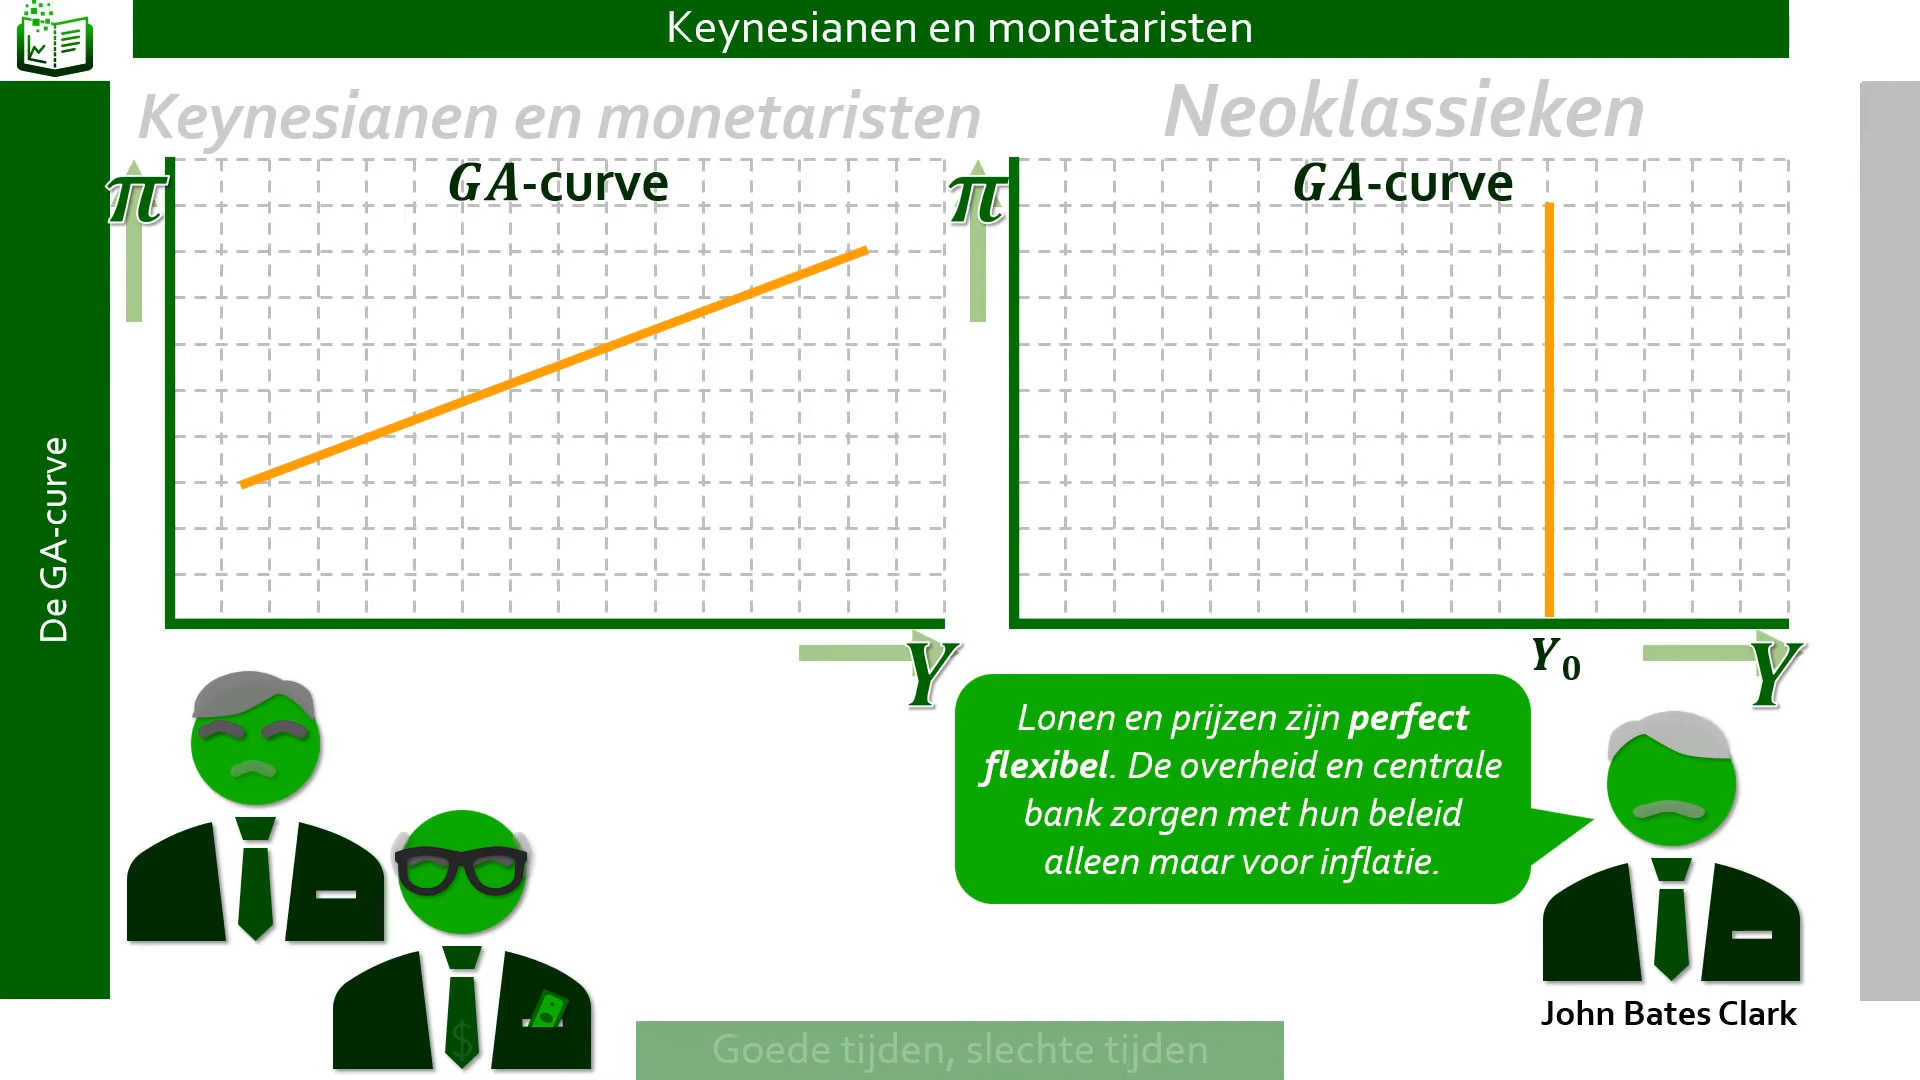 Keynesianen en monetaristen
De GA-curve
Keynesianen en monetaristen
Neoklassieken
π
GA-curve
π
GA-curve
Y
Y₀
Y
Lonen en prijzen zijn perfect
flexibel. De overheid en centrale
bank zorgen met hun beleid
alleen maar voor inflatie.
$
John Bates Clark
Goede tijden, slechte tijden